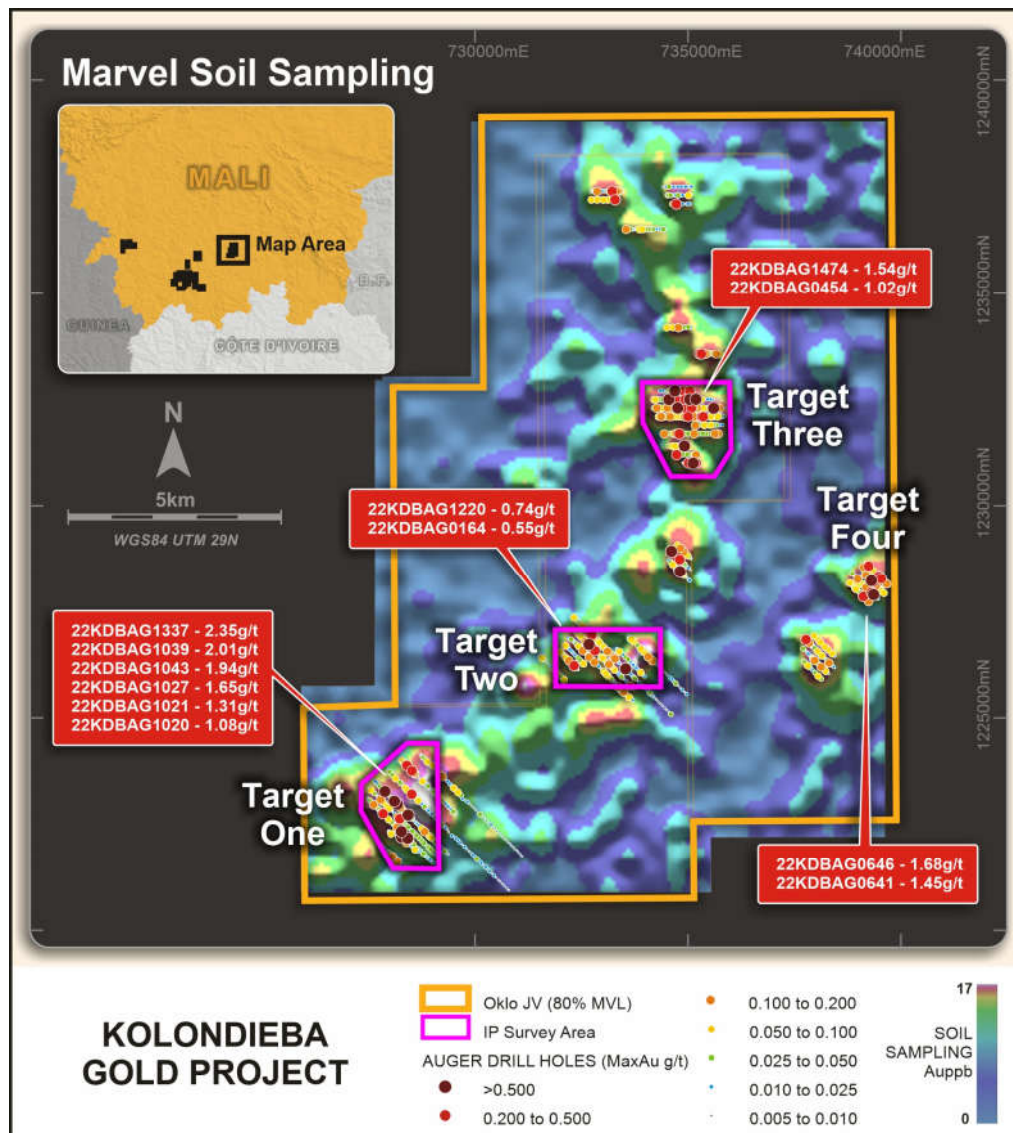 730000mE
735000mE
740000mE
Marvel Soil Sampling
MALI
Map Area
GUINEA
B.F.
CÔTE D'IVOIRE
1240000mN
1235000mN
1230000mN
1225000mN
N
5km
WGS84 UTM 29N
22KDBAG1474 - 1.54g/t
22KDBAG0454 - 1.02g/t
Target
Three
22KDBAG1220 - 0.74g/t
22KDBAG0164 - 0.55g/t
Target
Four
22KDBAG1337 - 2.35g/t
22KDBAG1039 - 2.01g/t
22KDBAG1043 - 1.94g/t
22KDBAG1027 - 1.65g/t
22KDBAG1021 - 1.31g/t
22KDBAG1020 - 1.08g/t
Target
Two
Target
One
22KDBAG0646 - 1.68g/t
22KDBAG0641 - 1.45g/t
KOLONDIEBA
GOLD PROJECT
Oklo JV (80% MVL)
IP Survey Area
AUGER DRILL HOLES (MaxAu g/t)
>0.500
0.200 to 0.500
0.100 to 0.200
0.050 to 0.100
0.025 to 0.050
0.010 to 0.025
0.005 to 0.010
17
SOIL
SAMPLING
Auppb
0